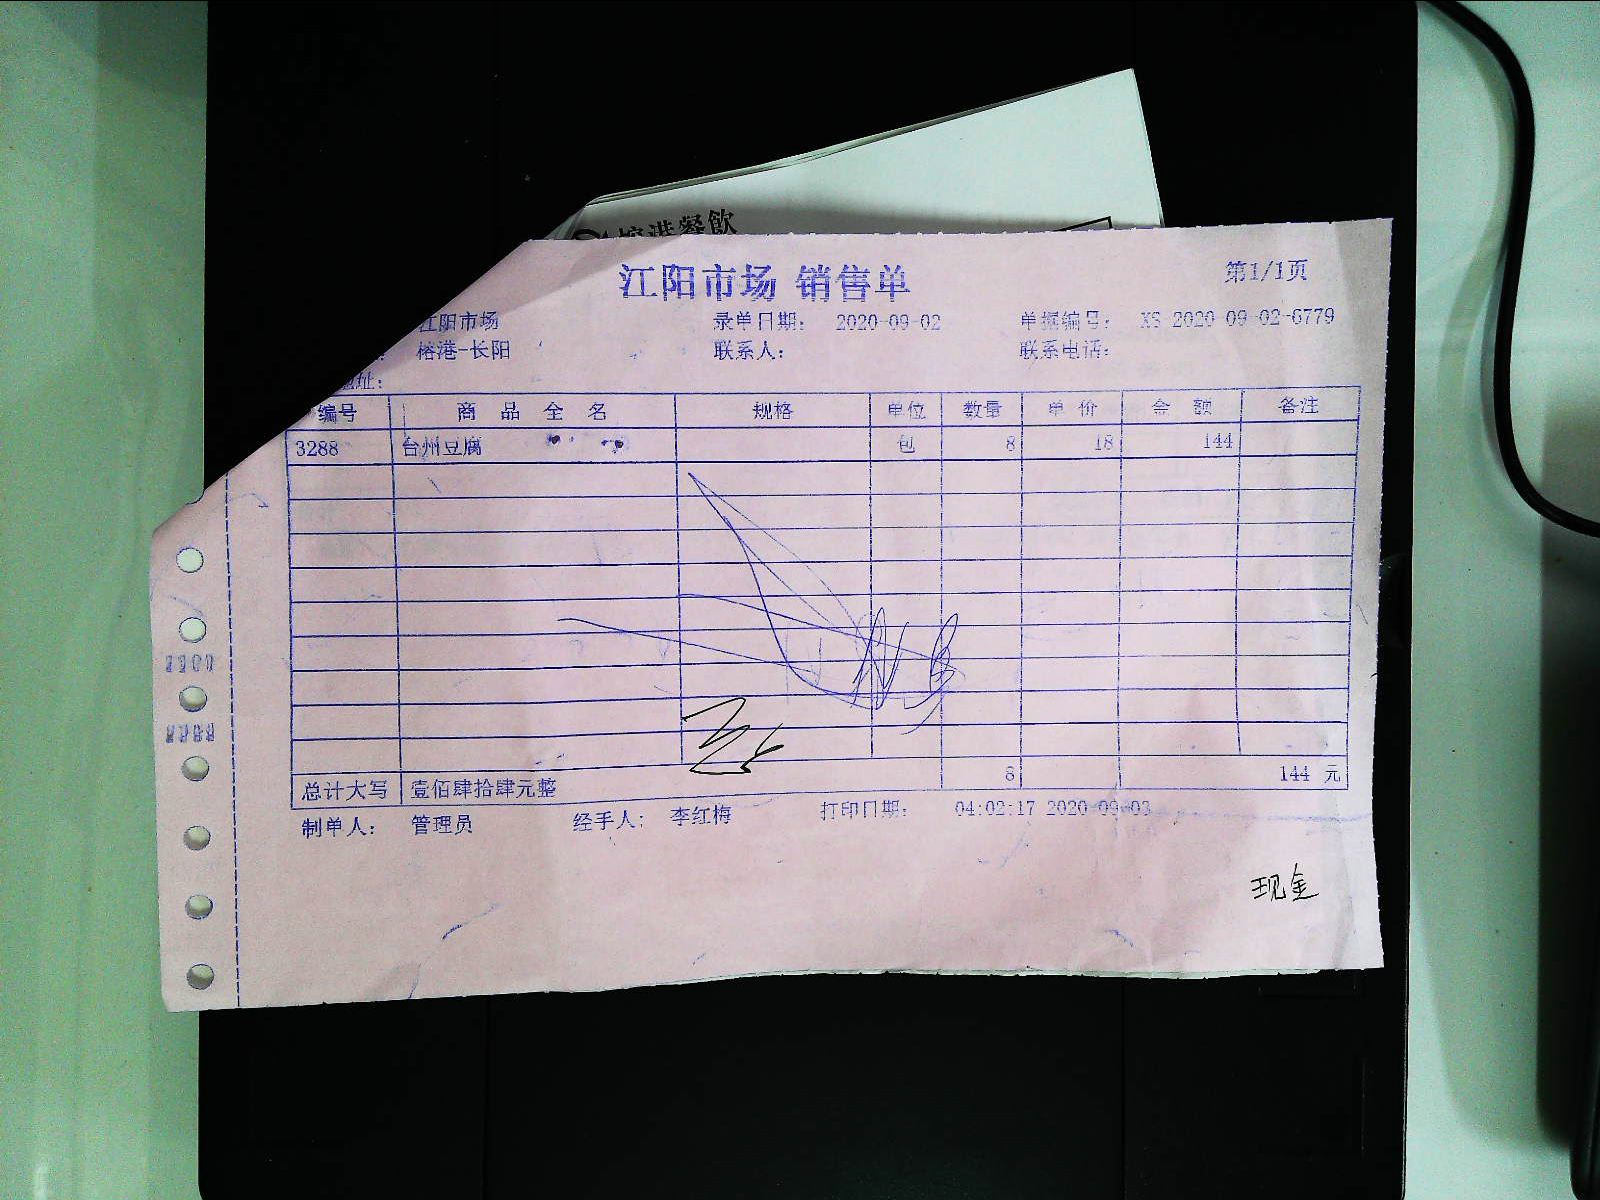 榕港餐飲
江阳市场 销售单
第1/1页
江阳市场 录单日期: 2020-09-02 单据编号: XS-2020-09-02-6779
榕港-长阳 联系人: 联系电话:
地址:
编号 商品全名 规格 单位 数量 单价 金额 备注
3288 台州豆腐 包 8 18 144
总计大写 壹佰肆拾肆元整 8 144 元
制单人: 管理员 经手人: 李红梅 打印日期: 04:02:17 2020-09-03
现金